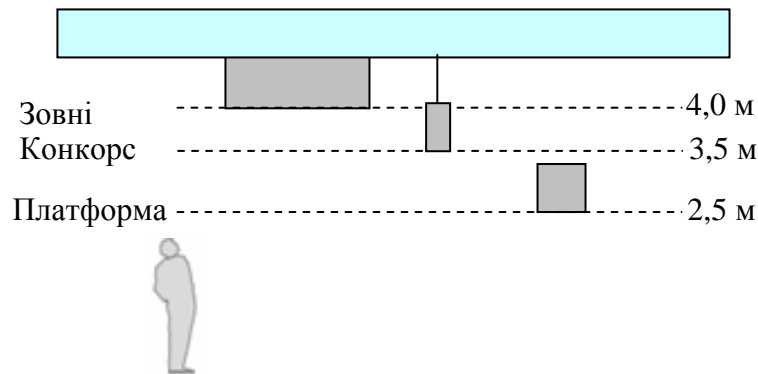 Зовні
4,0 м
Конкорс
3,5 м
Платформа
2,5 м